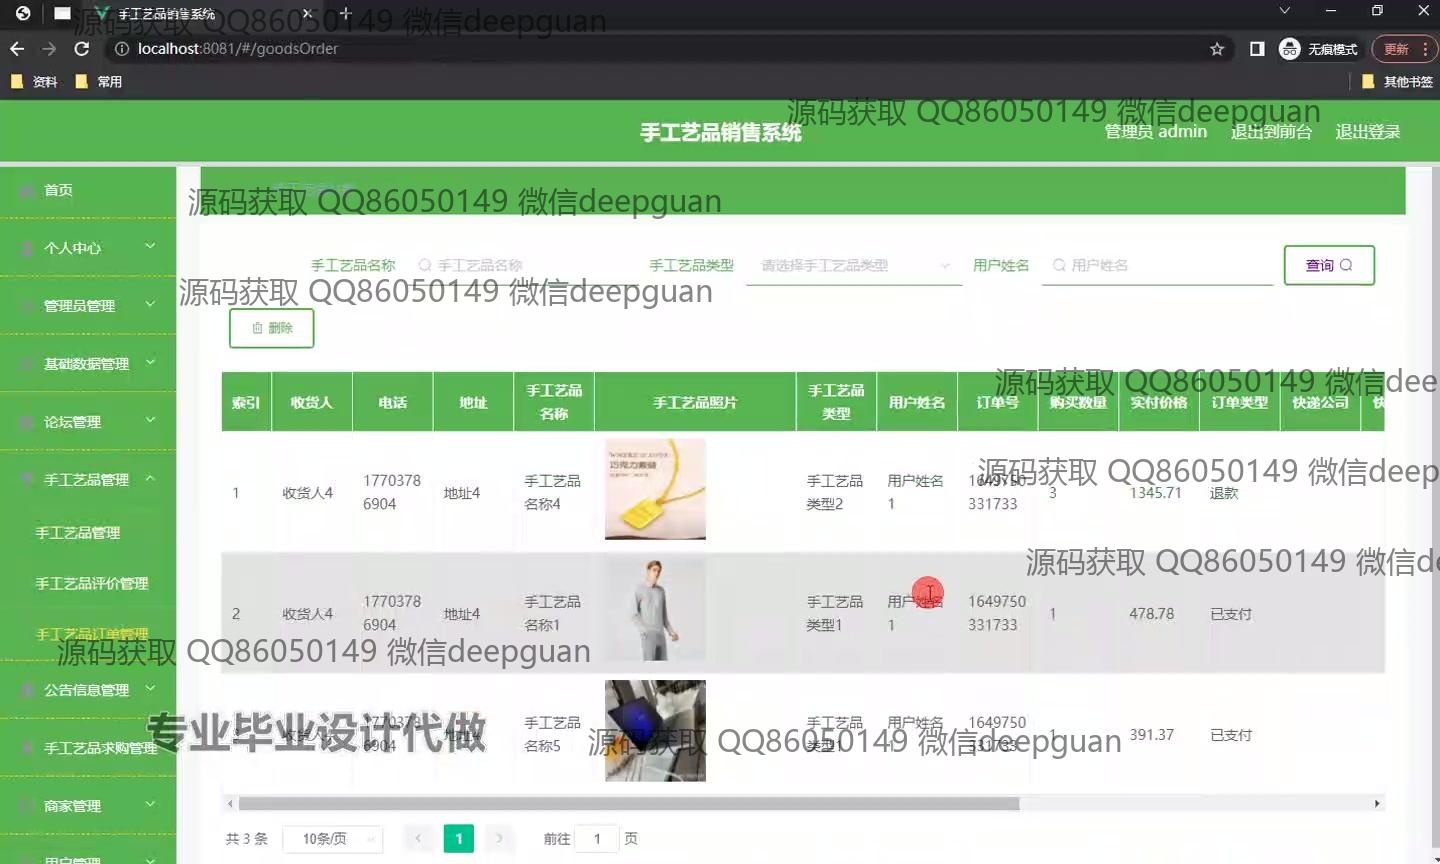 手工艺品销售系统
源码获取 QQ86050149 微信deepguan
localhost:8081/#/goodsOrder
无痕模式
更新
资料
常用
其他书签
源码获取 QQ86050149 微信deepguan
手工艺品销售系统
管理员 admin
退出到前台
退出登录
首页
个人中心
管理员管理
基础数据管理
论坛管理
手工艺品管理
手工艺品管理
手工艺品评价管理
手工艺品订单管理
公告信息管理
手工艺品求购管理
商家管理
用户管理
源码获取 QQ86050149 微信deepguan
手工艺品名称 手工艺品名称
手工艺品类型 请选择手工艺品类型
用户姓名 用户姓名
查询
源码获取 QQ86050149 微信deepguan
删除
源码获取 QQ86050149 微信dee
索引 收货人 电话 地址 手工艺品名称 手工艺品照片 手工艺品类型 用户姓名 订单号 购买数量 实付价格 订单类型 快递公司 快
巧克力素链
1 收货人4 17703786904 地址4 手工艺品名称4 手工艺品类型2 用户姓名1 1649750331733 3 1345.71 退款
源码获取 QQ86050149 微信deep
源码获取 QQ86050149 微信de
2 收货人4 17703786904 地址4 手工艺品名称1 手工艺品类型1 用户姓名1 1649750331733 1 478.78 已支付
源码获取 QQ86050149 微信deepguan
专业毕业设计代做
3 收货人4 17703786904 地址4 手工艺品名称5 手工艺品类型1 用户姓名1 1649750331733 1 391.37 已支付
源码获取 QQ86050149 微信deepguan
共 3 条
10条/页
1
前往 1 页